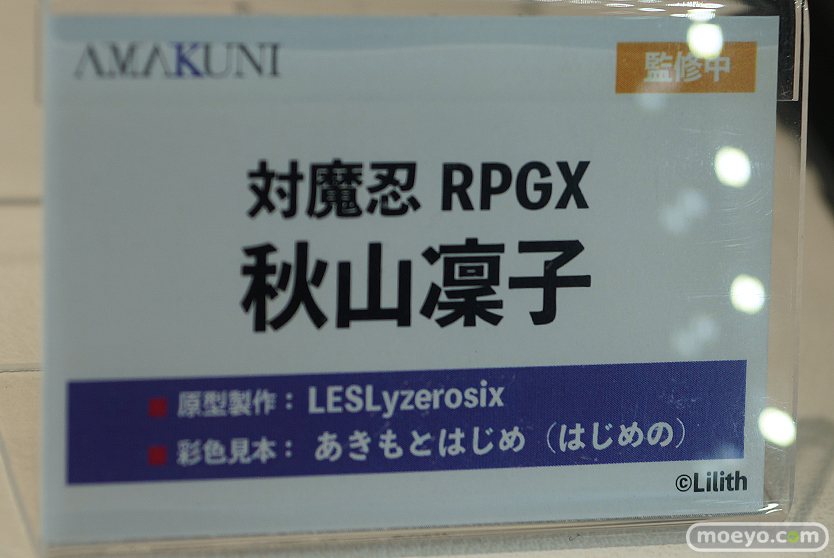 AMAKUNI
監修中
対魔忍 RPGX
秋山凜子
■ 原型製作： LESLyzerosix
■ 彩色見本： あきもとはじめ（はじめの）
©Lilith
moeyo.com